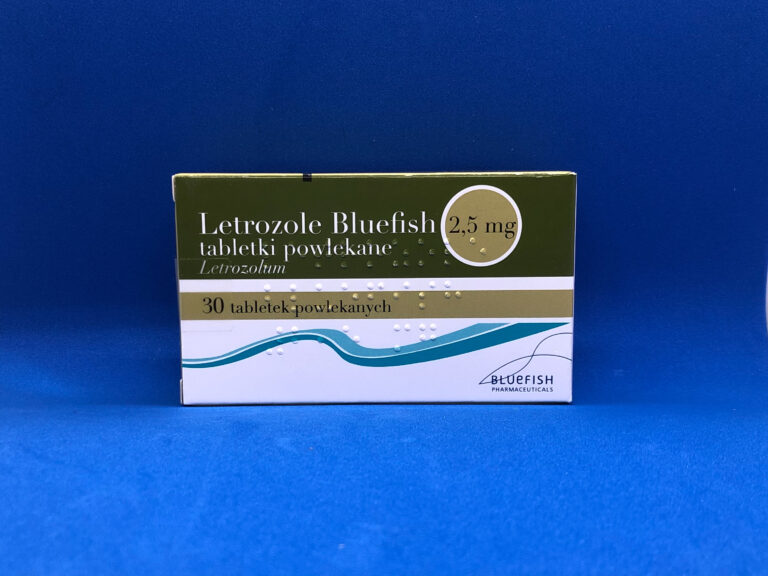 Letrozole Bluefish 2,5 mg
tabletki powlekane
Letrozolum
30 tabletek powlekanych
BLUeFISH
PHARMACEUTICALS